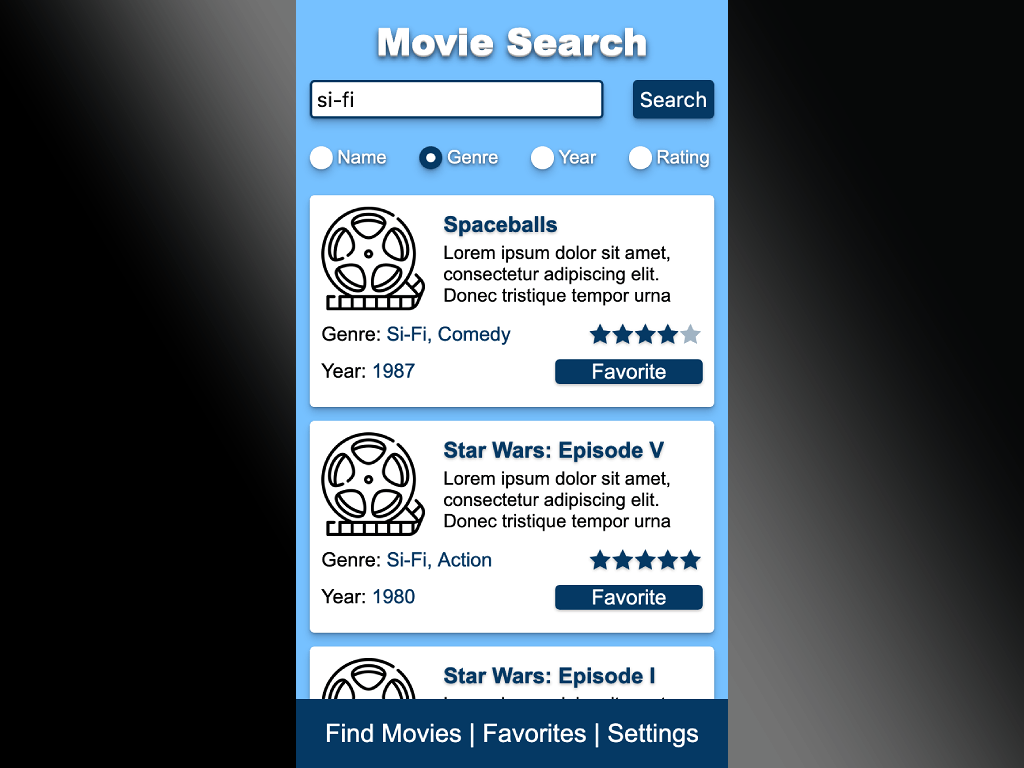 Movie Search
si-fi
Search
Name Genre Year Rating
Spaceballs
Lorem ipsum dolor sit amet,
consectetur adipiscing elit.
Donec tristique tempor urna
Genre: Si-Fi, Comedy
Year: 1987
Favorite
Star Wars: Episode V
Lorem ipsum dolor sit amet,
consectetur adipiscing elit.
Donec tristique tempor urna
Genre: Si-Fi, Action
Year: 1980
Favorite
Star Wars: Episode I
Find Movies | Favorites | Settings